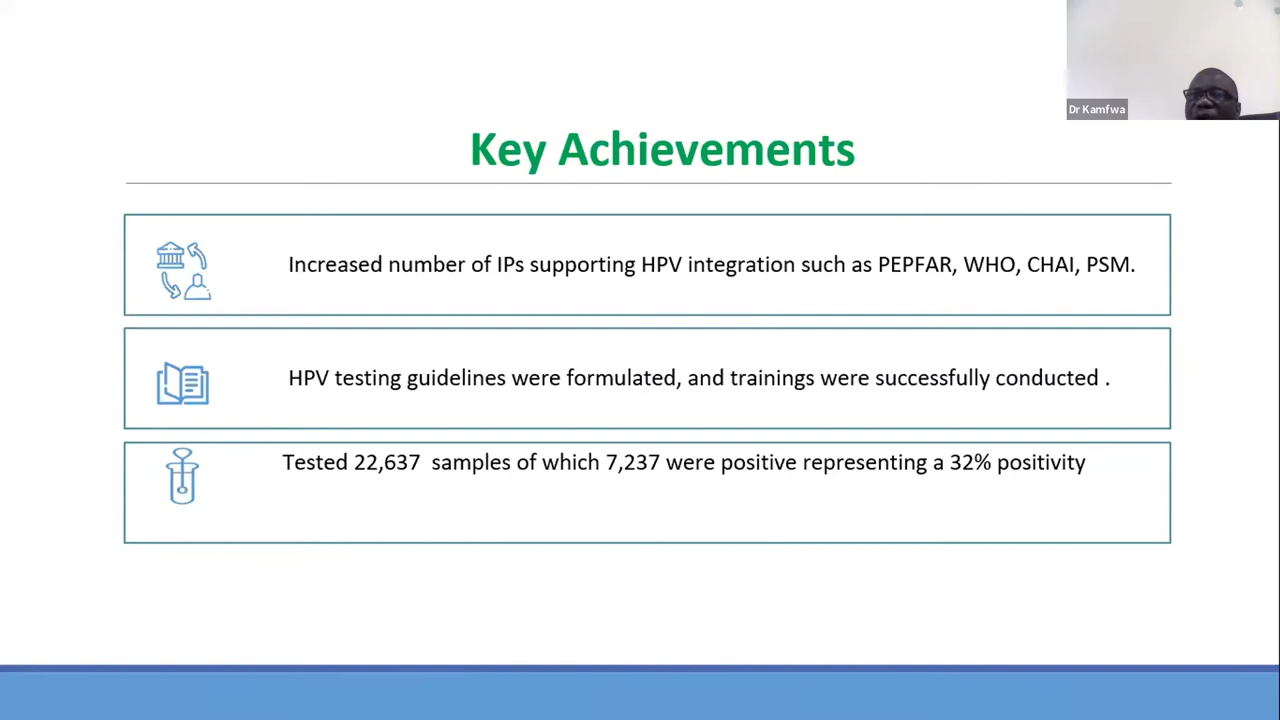 Dr Kamfwa
Key Achievements
Increased number of IPs supporting HPV integration such as PEPFAR, WHO, CHAI, PSM.
HPV testing guidelines were formulated, and trainings were successfully conducted .
Tested 22,637  samples of which 7,237 were positive representing a 32% positivity